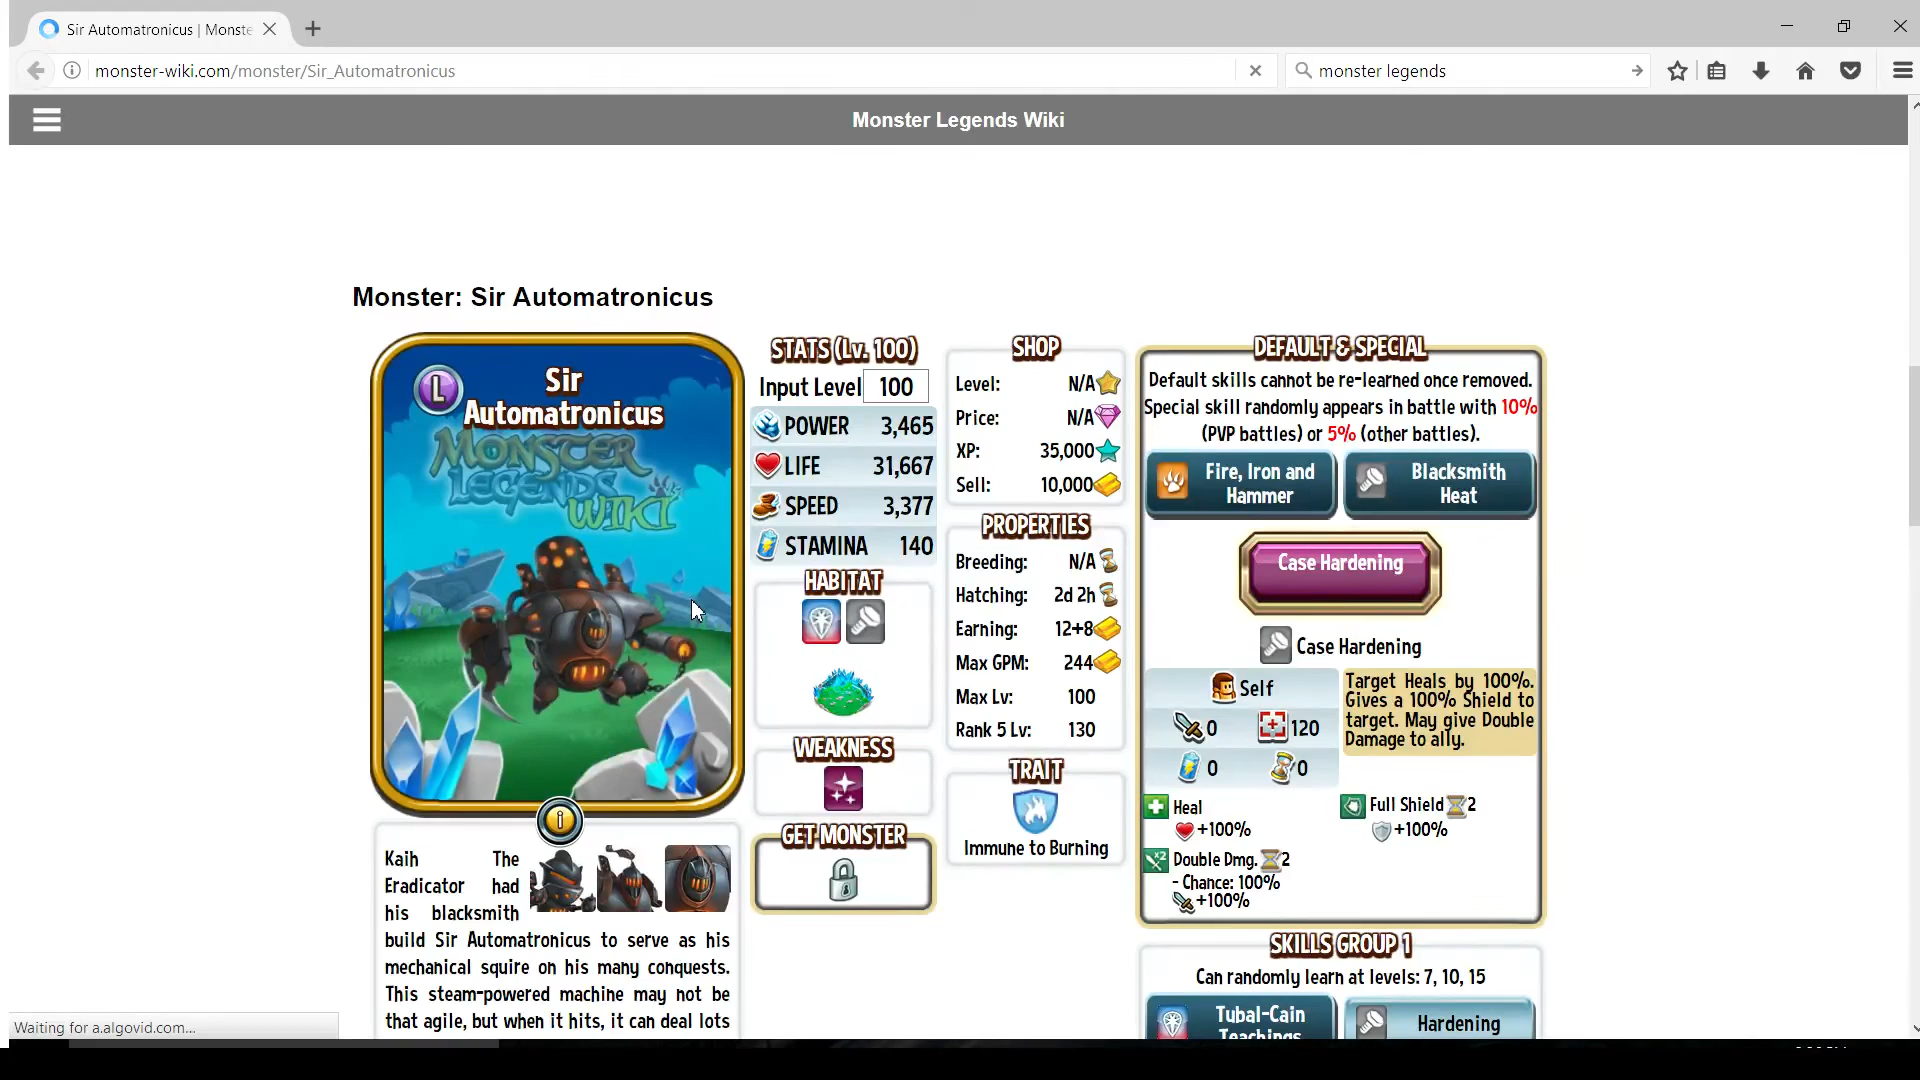 Sir Automatronicus | Monste
monster-wiki.com/monster/Sir_Automatronicus
monster legends
Monster Legends Wiki
Monster: Sir Automatronicus
L
Sir
Automatronicus
MONSTER
LEGENDS
WIKI
Kaih The
Eradicator had
his blacksmith
build Sir Automatronicus to serve as his
mechanical squire on his many conquests.
This steam-powered machine may not be
that agile, but when it hits, it can deal lots
STATS (Lv. 100)
Input Level 100
POWER 3,465
LIFE 31,667
SPEED 3,377
STAMINA 140
HABITAT
WEAKNESS
GET MONSTER
SHOP
Level: N/A
Price: N/A
XP: 35,000
Sell: 10,000
PROPERTIES
Breeding: N/A
Hatching: 2d 2h
Earning: 12+8
Max GPM: 244
Max Lv: 100
Rank 5 Lv: 130
TRAIT
Immune to Burning
DEFAULT & SPECIAL
Default skills cannot be re-learned once removed.
Special skill randomly appears in battle with 10%
(PVP battles) or 5% (other battles).
Fire, Iron and
Hammer
Blacksmith
Heat
Case Hardening
Case Hardening
Self
0 120
0 0
Target Heals by 100%.
Gives a 100% Shield to
target. May give Double
Damage to ally.
Heal
+100%
Full Shield 2
+100%
Double Dmg. 2
- Chance: 100%
+100%
SKILLS GROUP 1
Can randomly learn at levels: 7, 10, 15
Tubal-Cain
Teachings
Hardening
Waiting for a.algovid.com...